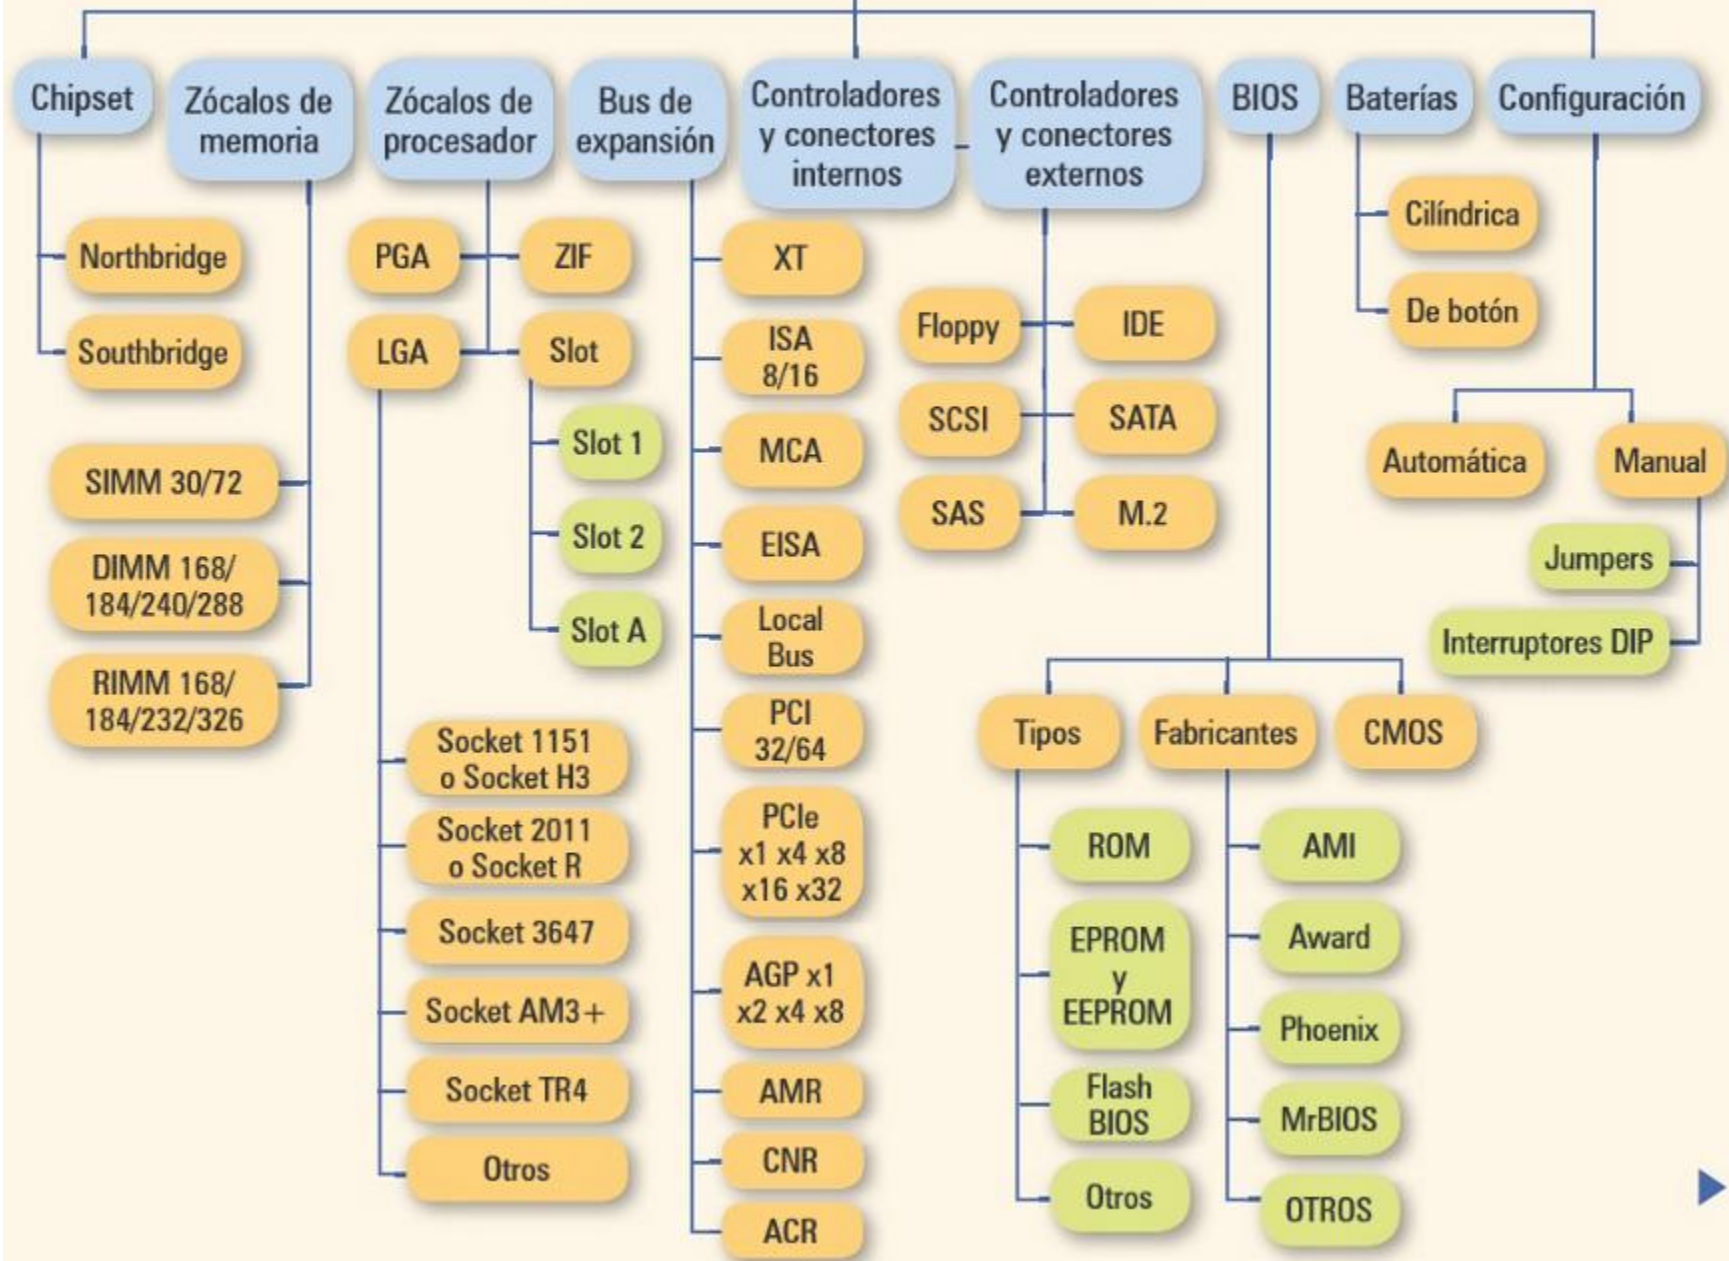 Chipset
Zócalos de
memoria
Zócalos de
procesador
Bus de
expansión
Controladores
y conectores
internos
Controladores
y conectores
externos
BIOS
Baterías
Configuración
Northbridge
Southbridge
SIMM 30/72
DIMM 168/
184/240/288
RIMM 168/
184/232/326
PGA
ZIF
LGA
Slot
Slot 1
Slot 2
Slot A
Socket 1151
o Socket H3
Socket 2011
o Socket R
Socket 3647
Socket AM3+
Socket TR4
Otros
XT
ISA
8/16
MCA
EISA
Local
Bus
PCI
32/64
PCIe
x1 x4 x8
x16 x32
AGP x1
x2 x4 x8
AMR
CNR
ACR
Floppy
IDE
SCSI
SATA
SAS
M.2
Tipos
Fabricantes
CMOS
ROM
EPROM
y
EEPROM
Flash
BIOS
Otros
AMI
Award
Phoenix
MrBIOS
OTROS
Cilíndrica
De botón
Automática
Manual
Jumpers
Interruptores DIP